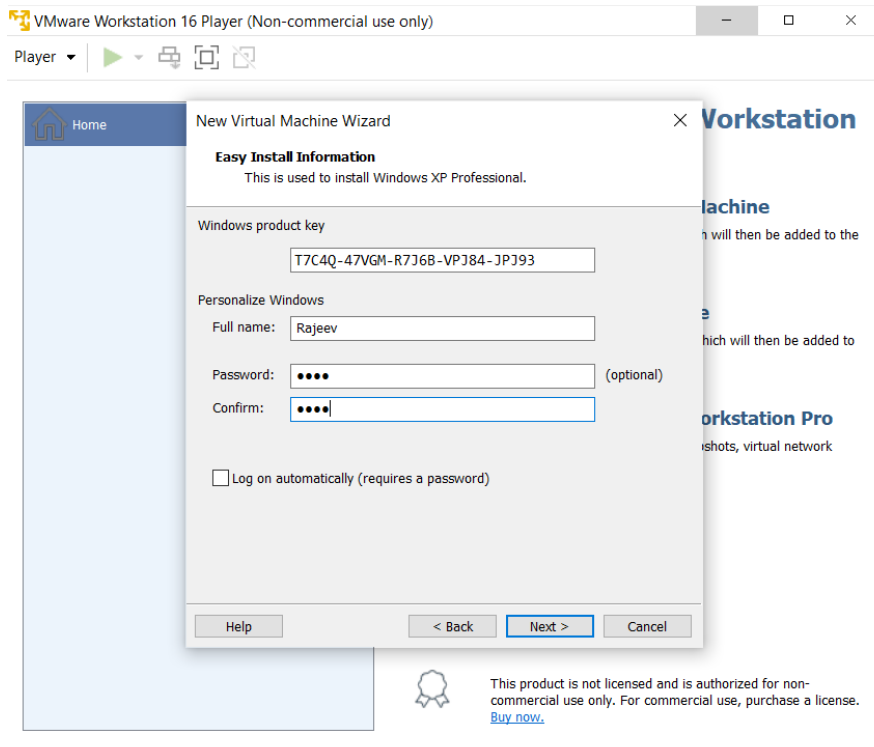 VMware Workstation 16 Player (Non-commercial use only)
Player
Home
New Virtual Machine Wizard
Easy Install Information
This is used to install Windows XP Professional.
Windows product key
T7C4Q-47VGM-R7J6B-VPJ84-JPJ93
Personalize Windows
Full name:
Rajeev
Password:
●●●●
(optional)
Confirm:
●●●●
Log on automatically (requires a password)
Help
< Back
Next >
Cancel
Workstation
h will then be added to the
hich will then be added to
orkstation Pro
virtual network
This product is not licensed and is authorized for non-
commercial use only. For commercial use, purchase a license.
Buy now.